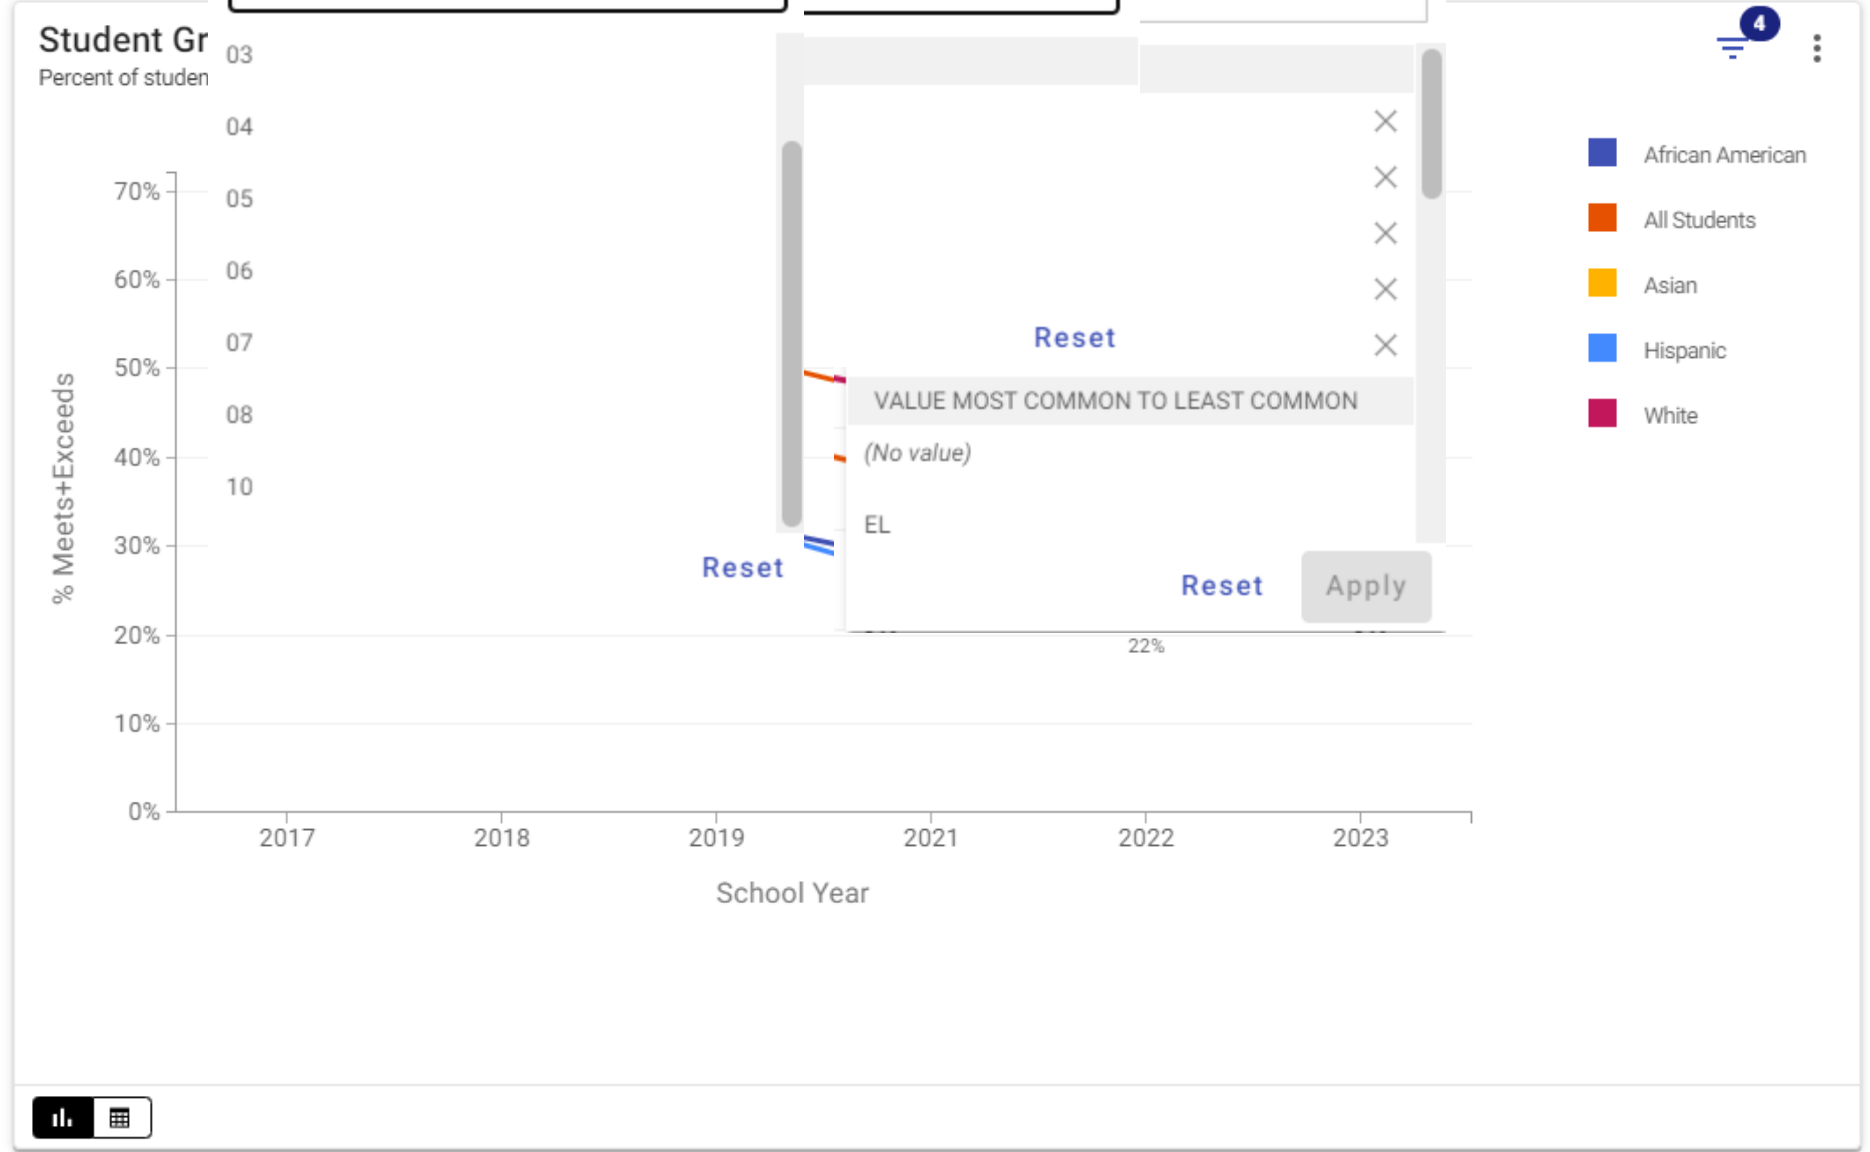 Student Gr
Percent of studen
4
03
04
05
06
07
08
10
Reset
Reset
VALUE MOST COMMON TO LEAST COMMON
(No value)
EL
Reset
Apply
22%
African American
All Students
Asian
Hispanic
White
% Meets+Exceeds
70%
60%
50%
40%
30%
20%
10%
0%
2017
2018
2019
2021
2022
2023
School Year